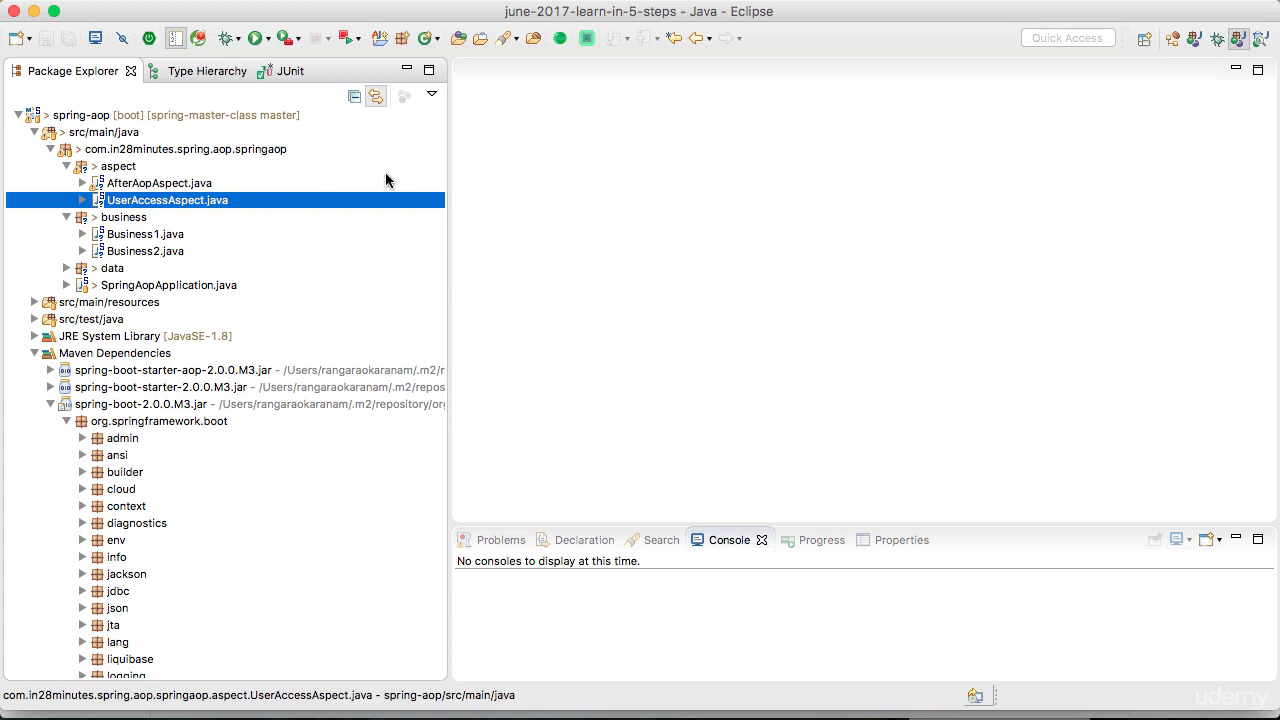 june-2017-learn-in-5-steps - Java - Eclipse
Quick Access
Package Explorer Type Hierarchy JUnit
> spring-aop [boot] [spring-master-class master]
> src/main/java
> com.in28minutes.spring.aop.springaop
> aspect
AfterAopAspect.java
UserAccessAspect.java
> business
Business1.java
Business2.java
> data
> SpringAopApplication.java
src/main/resources
src/test/java
JRE System Library [JavaSE-1.8]
Maven Dependencies
spring-boot-starter-aop-2.0.0.M3.jar - /Users/rangaraokaranam/.m2/r
spring-boot-starter-2.0.0.M3.jar - /Users/rangaraokaranam/.m2/repos
spring-boot-2.0.0.M3.jar - /Users/rangaraokaranam/.m2/repository/or
org.springframework.boot
admin
ansi
builder
cloud
context
diagnostics
env
info
jackson
jdbc
json
jta
lang
liquibase
logging
Problems Declaration Search Console Progress Properties
No consoles to display at this time.
com.in28minutes.spring.aop.springaop.aspect.UserAccessAspect.java - spring-aop/src/main/java
udemy